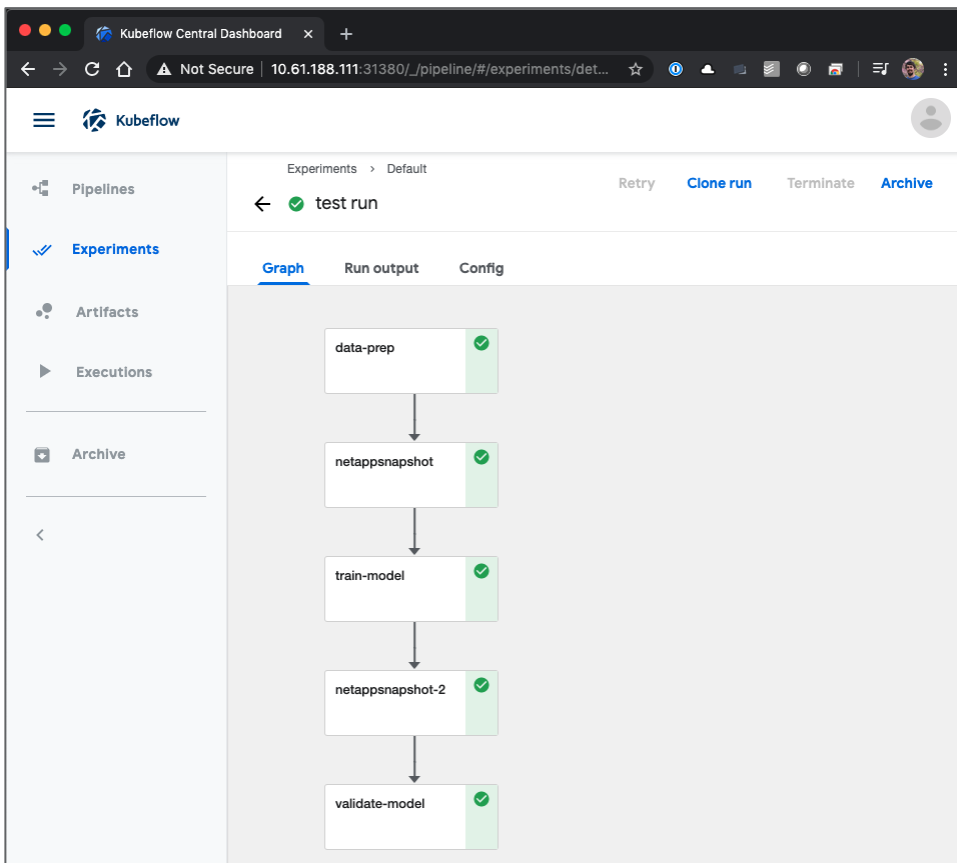 Kubeflow Central Dashboard
Not Secure | 10.61.188.111:31380/_/pipeline/#/experiments/det...
Kubeflow
Pipelines
Experiments
Artifacts
Executions
Archive
Experiments > Default
test run
Retry
Clone run
Terminate
Archive
Graph
Run output
Config
data-prep
netappsnapshot
train-model
netappsnapshot-2
validate-model